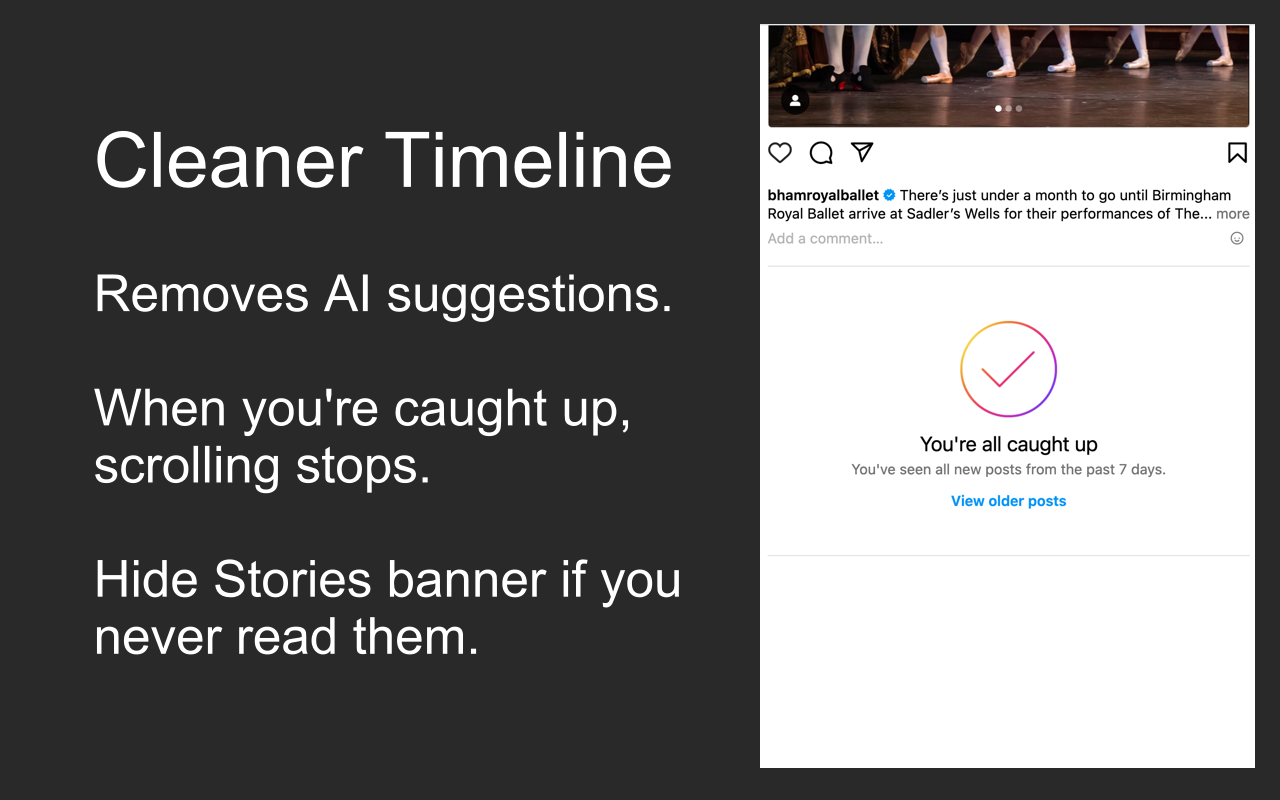 Cleaner Timeline
Removes AI suggestions.
When you're caught up,
scrolling stops.
Hide Stories banner if you
never read them.
bhamroyalballet There’s just under a month to go until Birmingham
Royal Ballet arrive at Sadler’s Wells for their performances of The... more
Add a comment...
You're all caught up
You've seen all new posts from the past 7 days.
View older posts